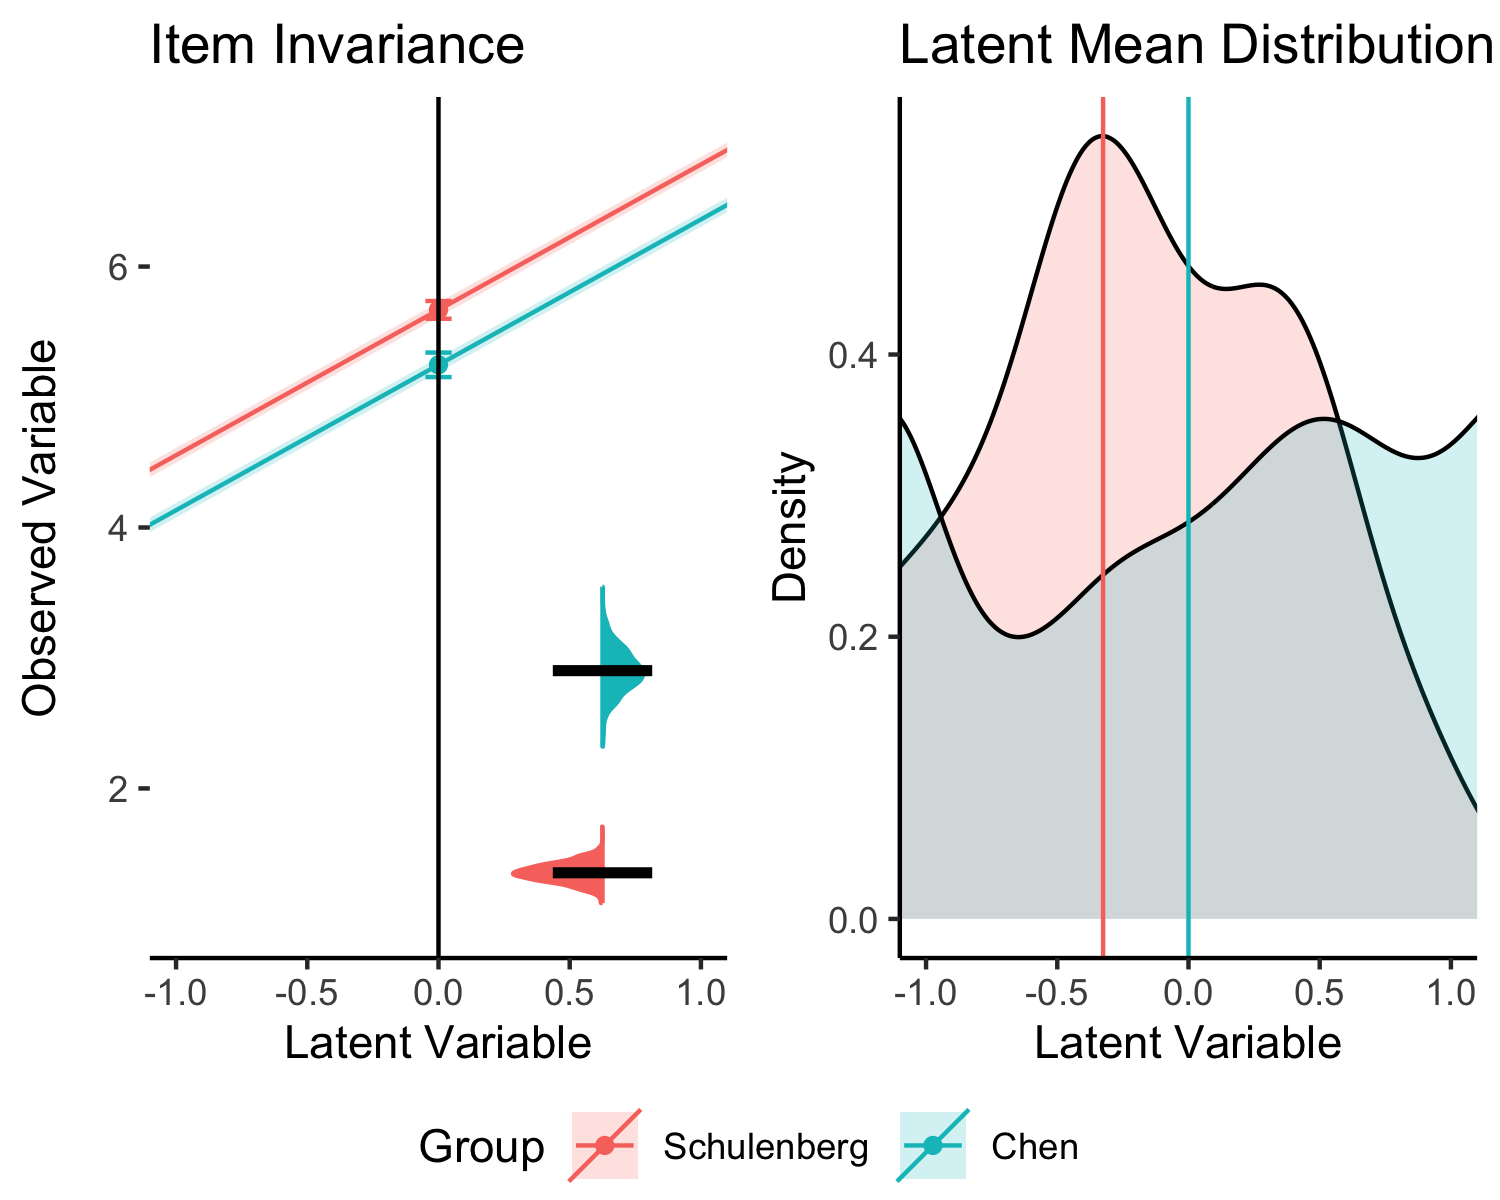 Item Invariance
Observed Variable
6
4
2
-1.0 -0.5 0.0 0.5 1.0
Latent Variable
Latent Mean Distribution
Density
0.4
0.2
0.0
-1.0 -0.5 0.0 0.5 1.0
Latent Variable
Group Schulenberg Chen